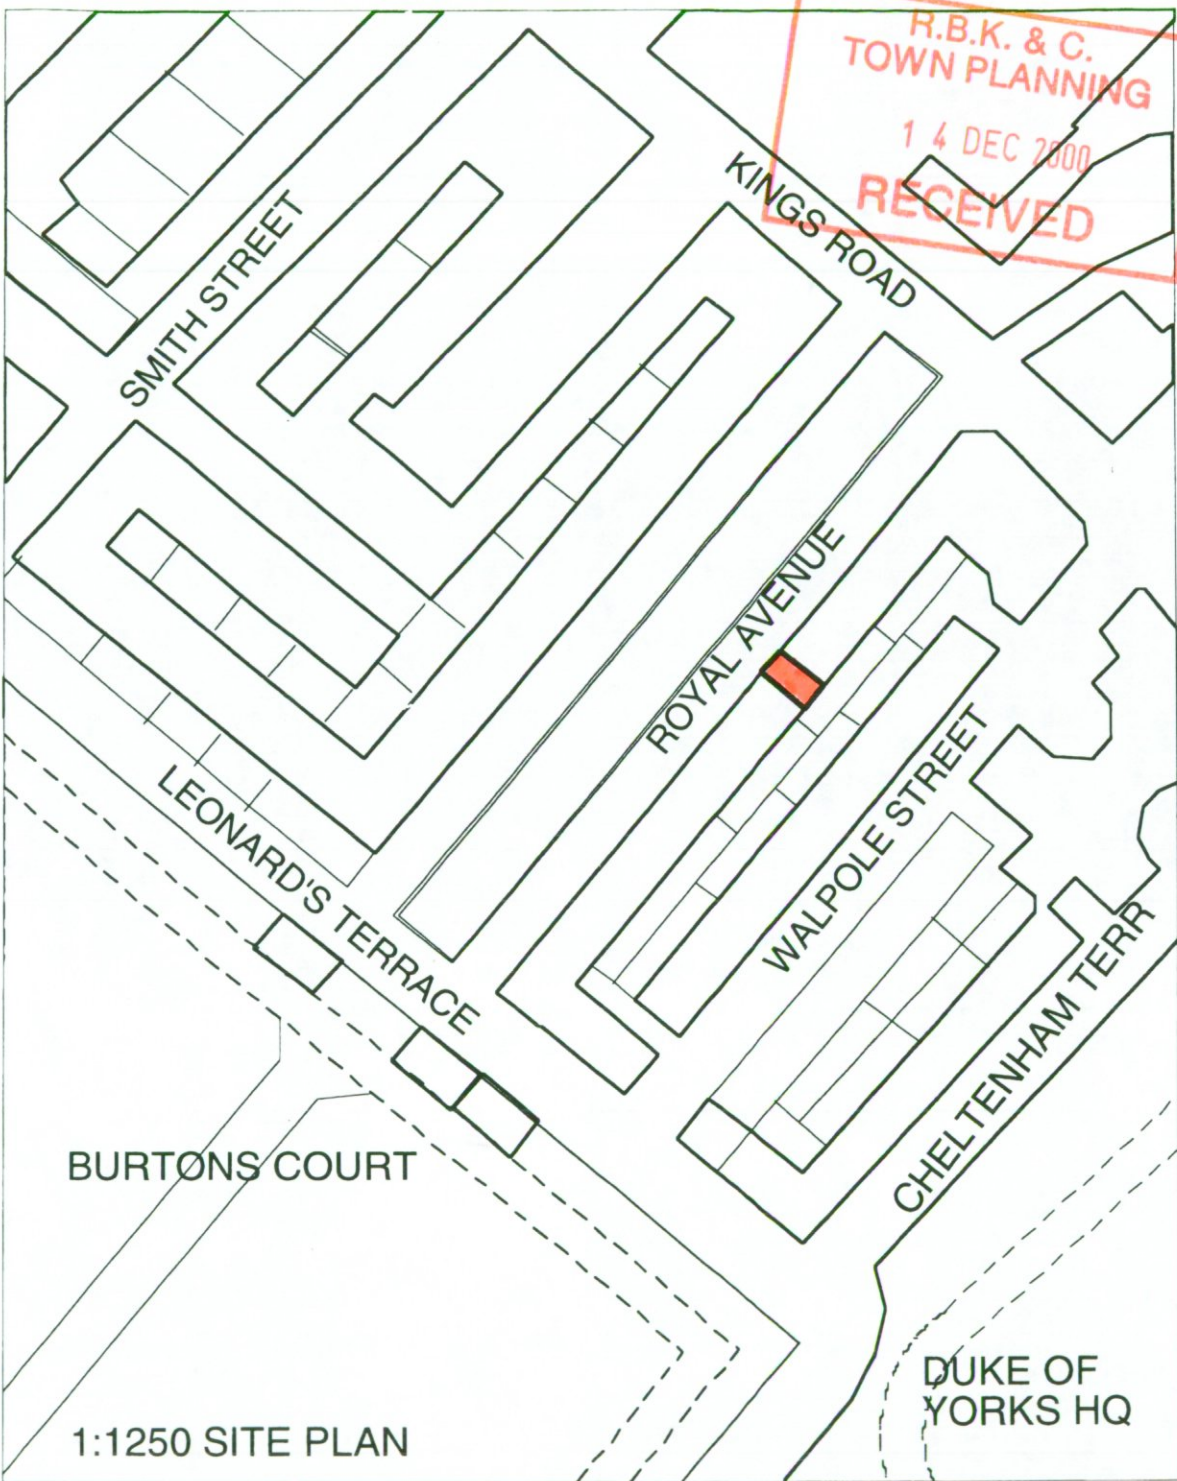 R.B.K. & C.
TOWN PLANNING
14 DEC 2000
RECEIVED
KINGS ROAD
SMITH STREET
ROYAL AVENUE
WALPOLE STREET
LEONARD'S TERRACE
CHELTENHAM TERR
BURTONS COURT
DUKE OF
YORKS HQ
1:1250 SITE PLAN